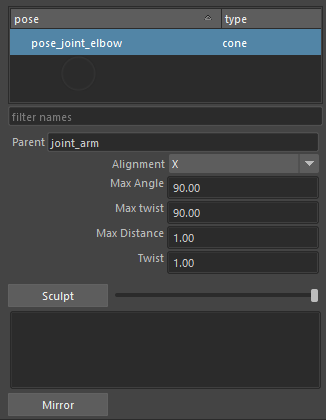 pose type
pose_joint_elbow cone
filter names
Parent joint_arm
Alignment X
Max Angle 90.00
Max twist 90.00
Max Distance 1.00
Twist 1.00
Sculpt
Mirror